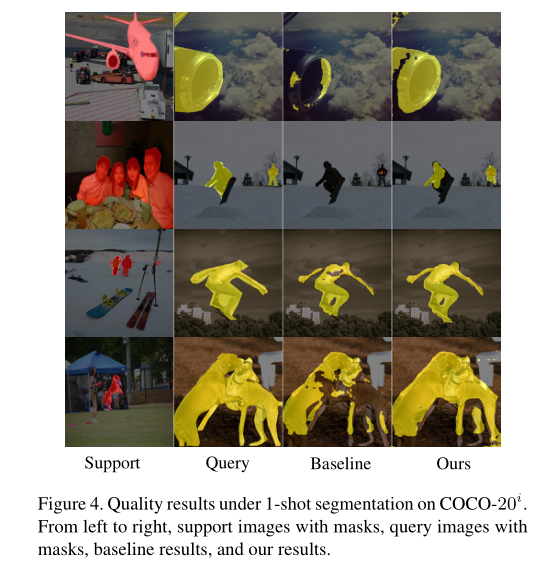 Support Query Baseline Ours
Figure 4. Quality results under 1-shot segmentation on COCO-20^i.
From left to right, support images with masks, query images with
masks, baseline results, and our results.